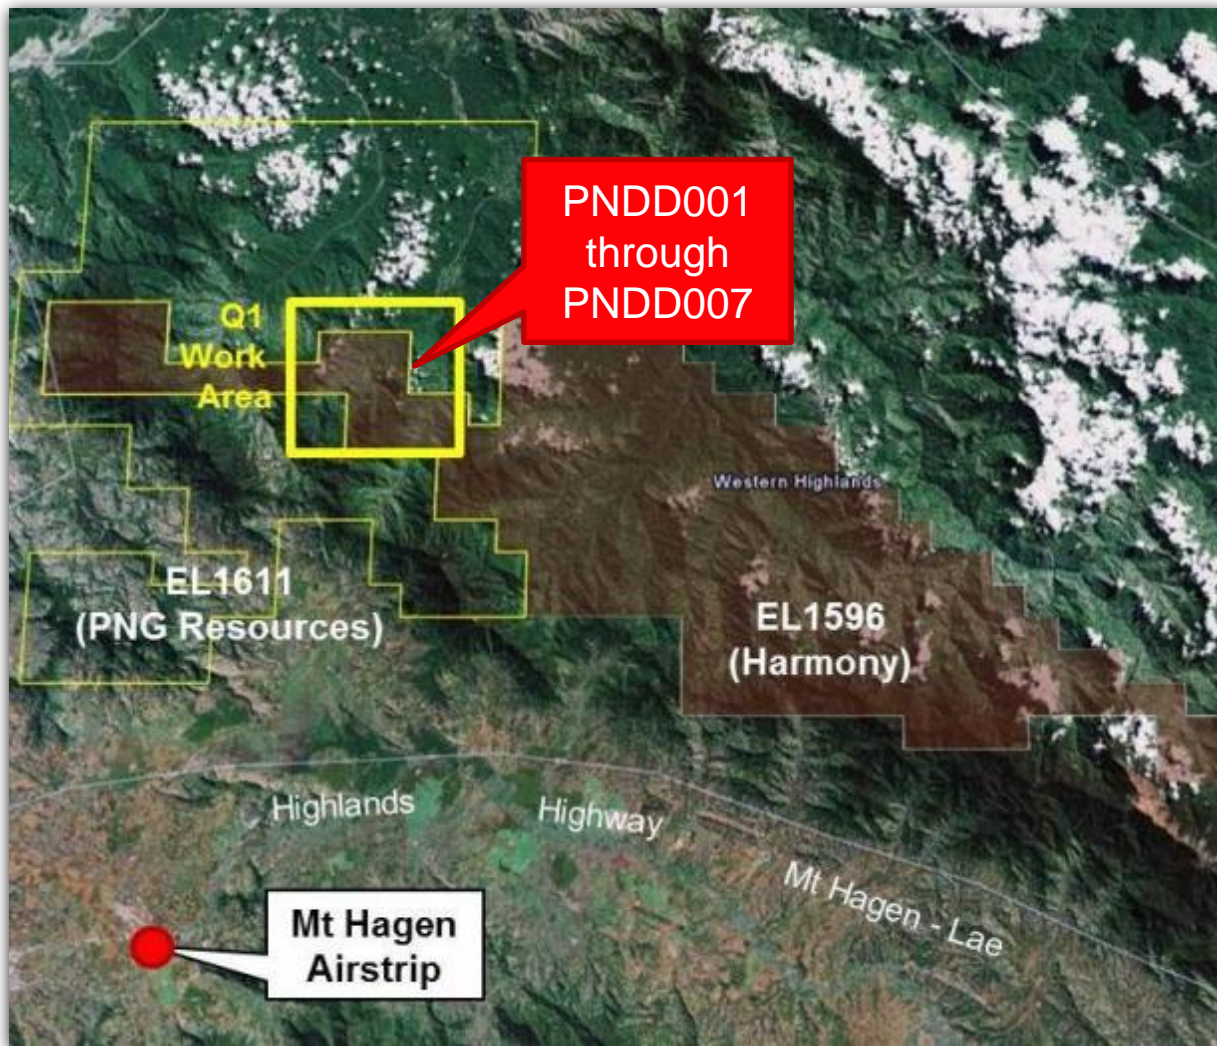 PNDD001
through
PNDD007
Q1
Work
Area
Western Highlands
EL1611
(PNG Resources)
EL1596
(Harmony)
Highlands Highway
Mt Hagen - Lae
Mt Hagen
Airstrip